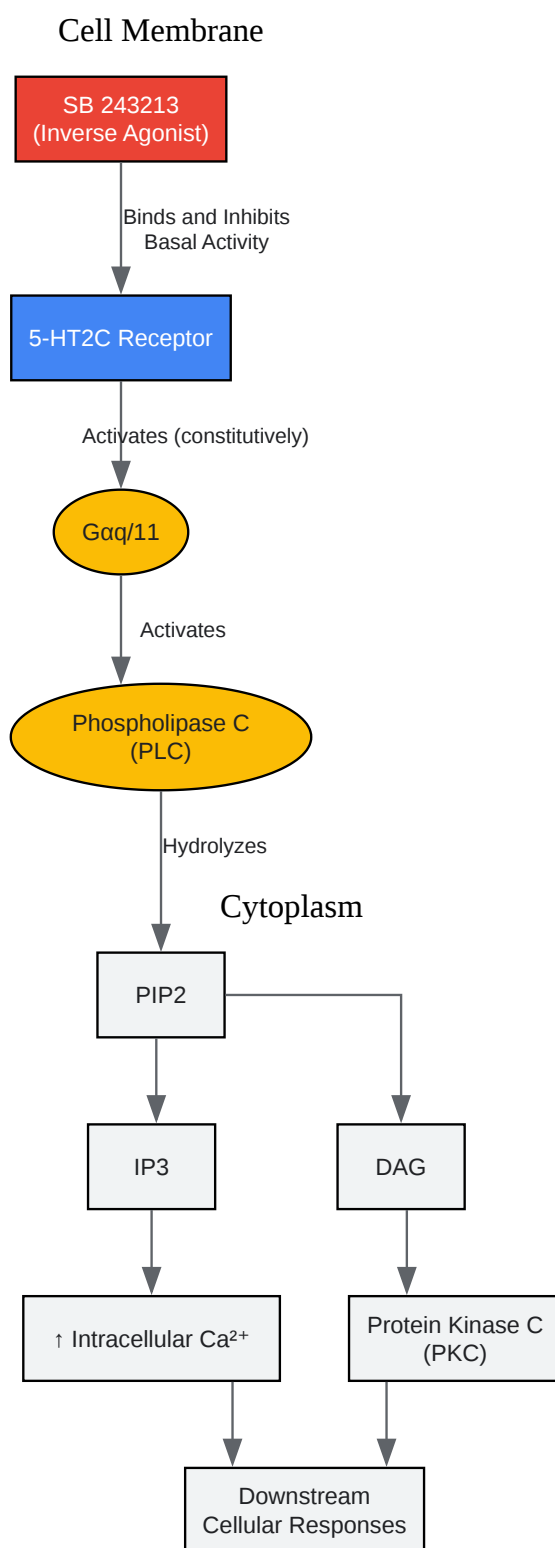 Cell Membrane
SB 243213
(Inverse Agonist)
Binds and Inhibits
Basal Activity
5-HT2C Receptor
Activates (constitutively)
Gαq/11
Activates
Phospholipase C
(PLC)
Hydrolyzes
Cytoplasm
PIP2
IP3
DAG
↑ Intracellular Ca²⁺
Protein Kinase C
(PKC)
Downstream
Cellular Responses